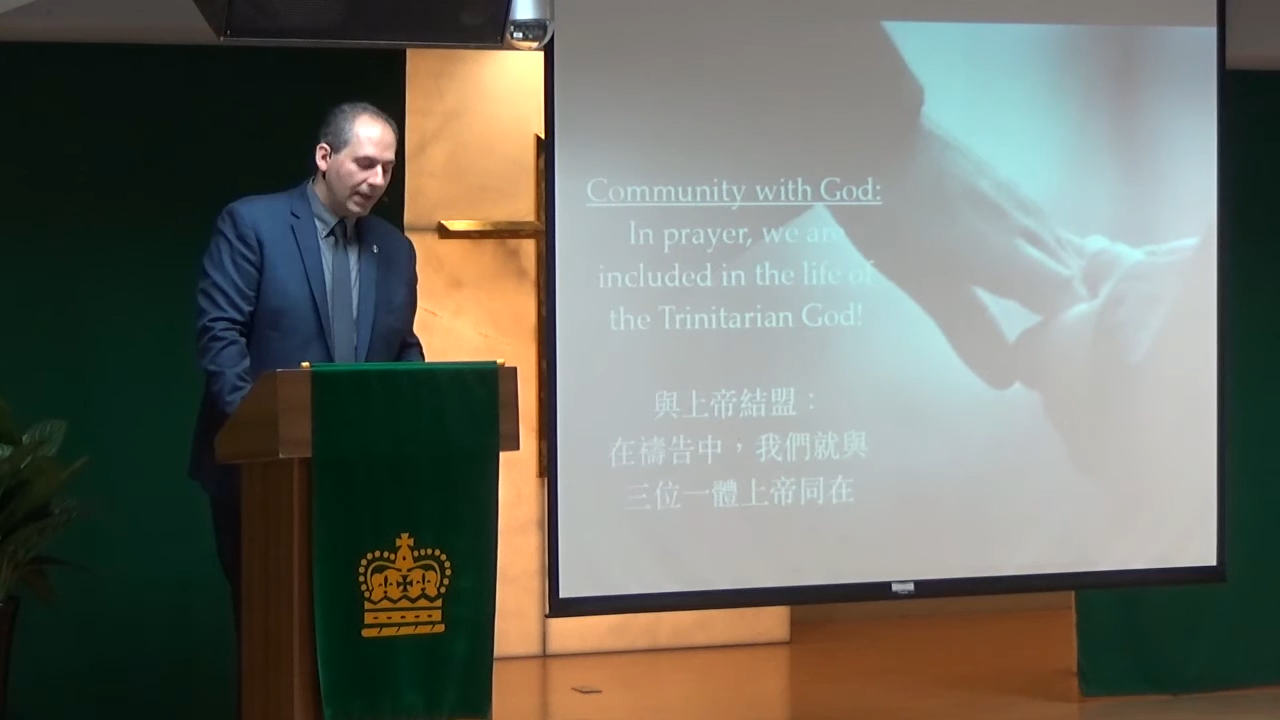 Community with God:
In prayer, we are
included in the life of
the Trinitarian God!
與上帝結盟：
在禱告中，我們就與
三位一體上帝同在